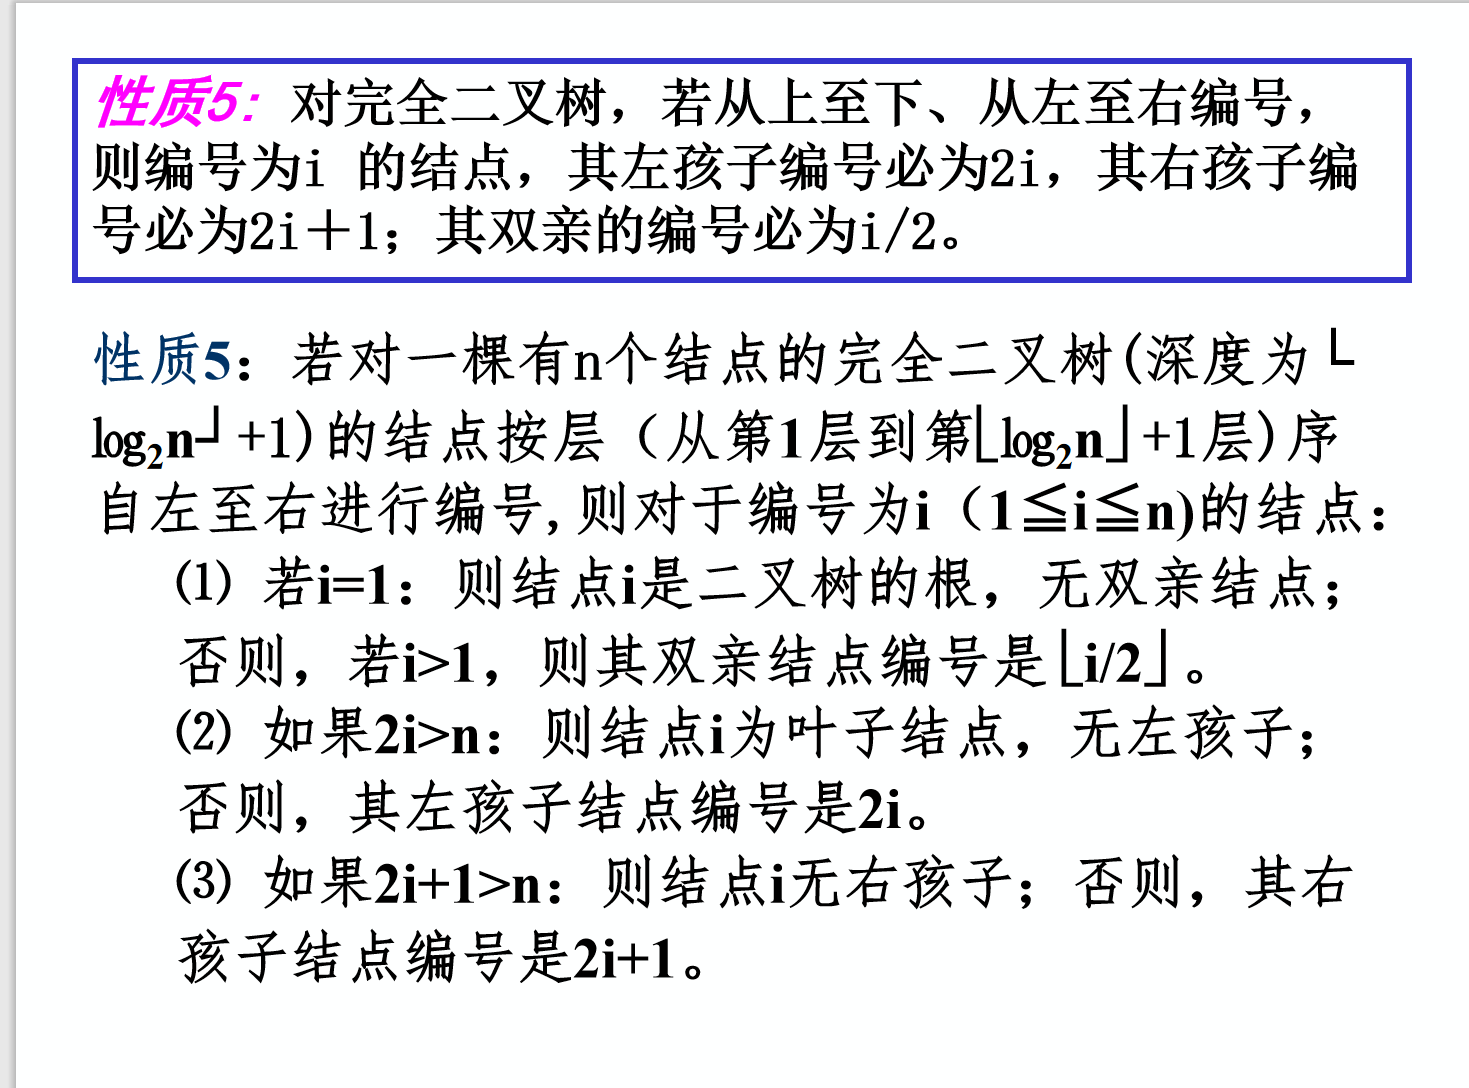 性质5: 对完全二叉树，若从上至下、从左至右编号，
则编号为i 的结点，其左孩子编号必为2i，其右孩子编
号必为2i＋1；其双亲的编号必为i/2。
性质5：若对一棵有n个结点的完全二叉树(深度为└
log₂n┘+1)的结点按层（从第1层到第⌊log₂n⌋+1层)序
自左至右进行编号,则对于编号为i（1≦i≦n)的结点：
⑴ 若i=1：则结点i是二叉树的根，无双亲结点；
否则，若i>1，则其双亲结点编号是⌊i/2⌋。
⑵ 如果2i>n：则结点i为叶子结点，无左孩子；
否则，其左孩子结点编号是2i。
⑶ 如果2i+1>n：则结点i无右孩子；否则，其右
孩子结点编号是2i+1。